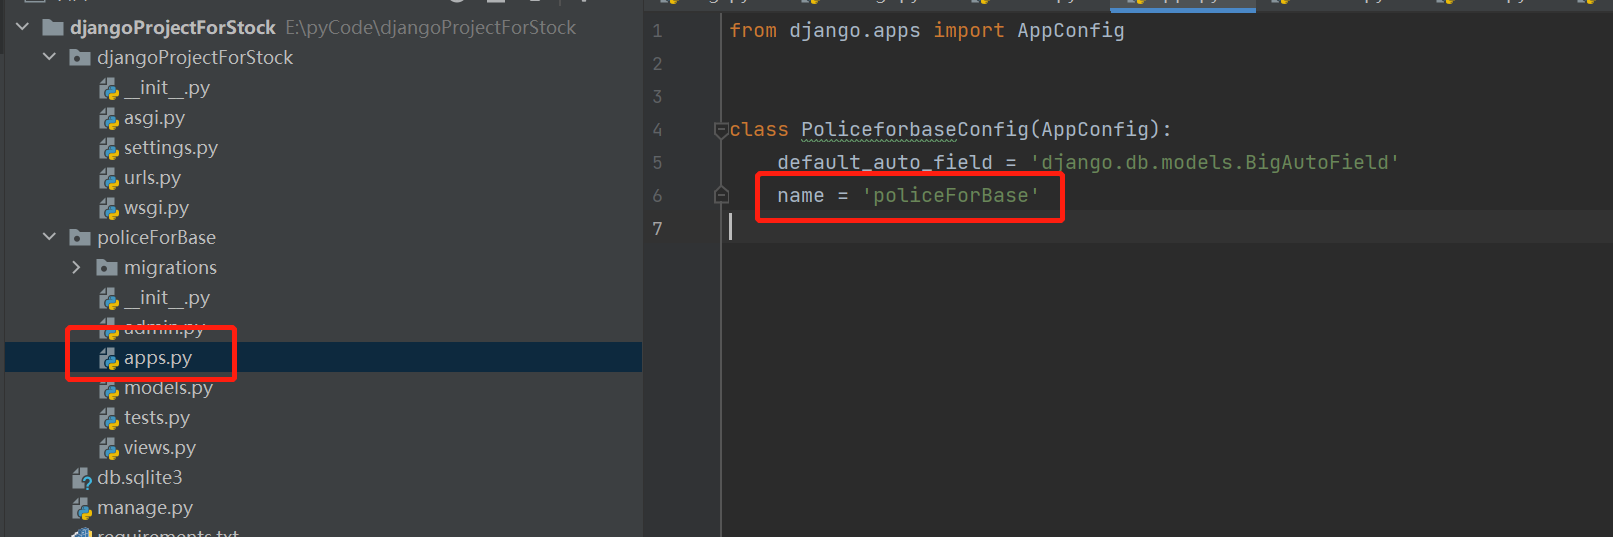 djangoProjectForStock E:\pyCode\djangoProjectForStock
djangoProjectForStock
__init__.py
asgi.py
settings.py
urls.py
wsgi.py
policeForBase
migrations
__init__.py
admin.py
apps.py
models.py
tests.py
views.py
db.sqlite3
manage.py
requirements.txt
1 from django.apps import AppConfig
2
3
4 class PoliceforbaseConfig(AppConfig):
5 default_auto_field = 'django.db.models.BigAutoField'
6 name = 'policeForBase'
7